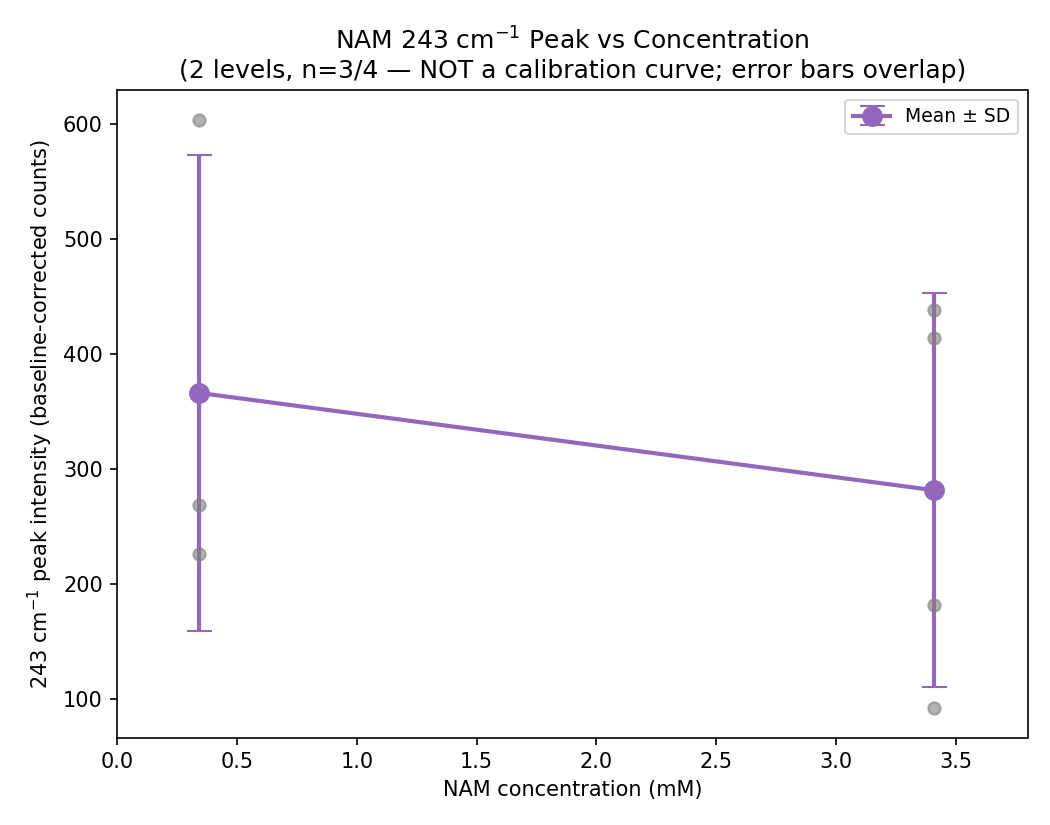 NAM 243 cm⁻¹ Peak vs Concentration
(2 levels, n=3/4 — NOT a calibration curve; error bars overlap)
Mean ± SD
243 cm⁻¹ peak intensity (baseline-corrected counts)
600
500
400
300
200
100
0.0 0.5 1.0 1.5 2.0 2.5 3.0 3.5
NAM concentration (mM)